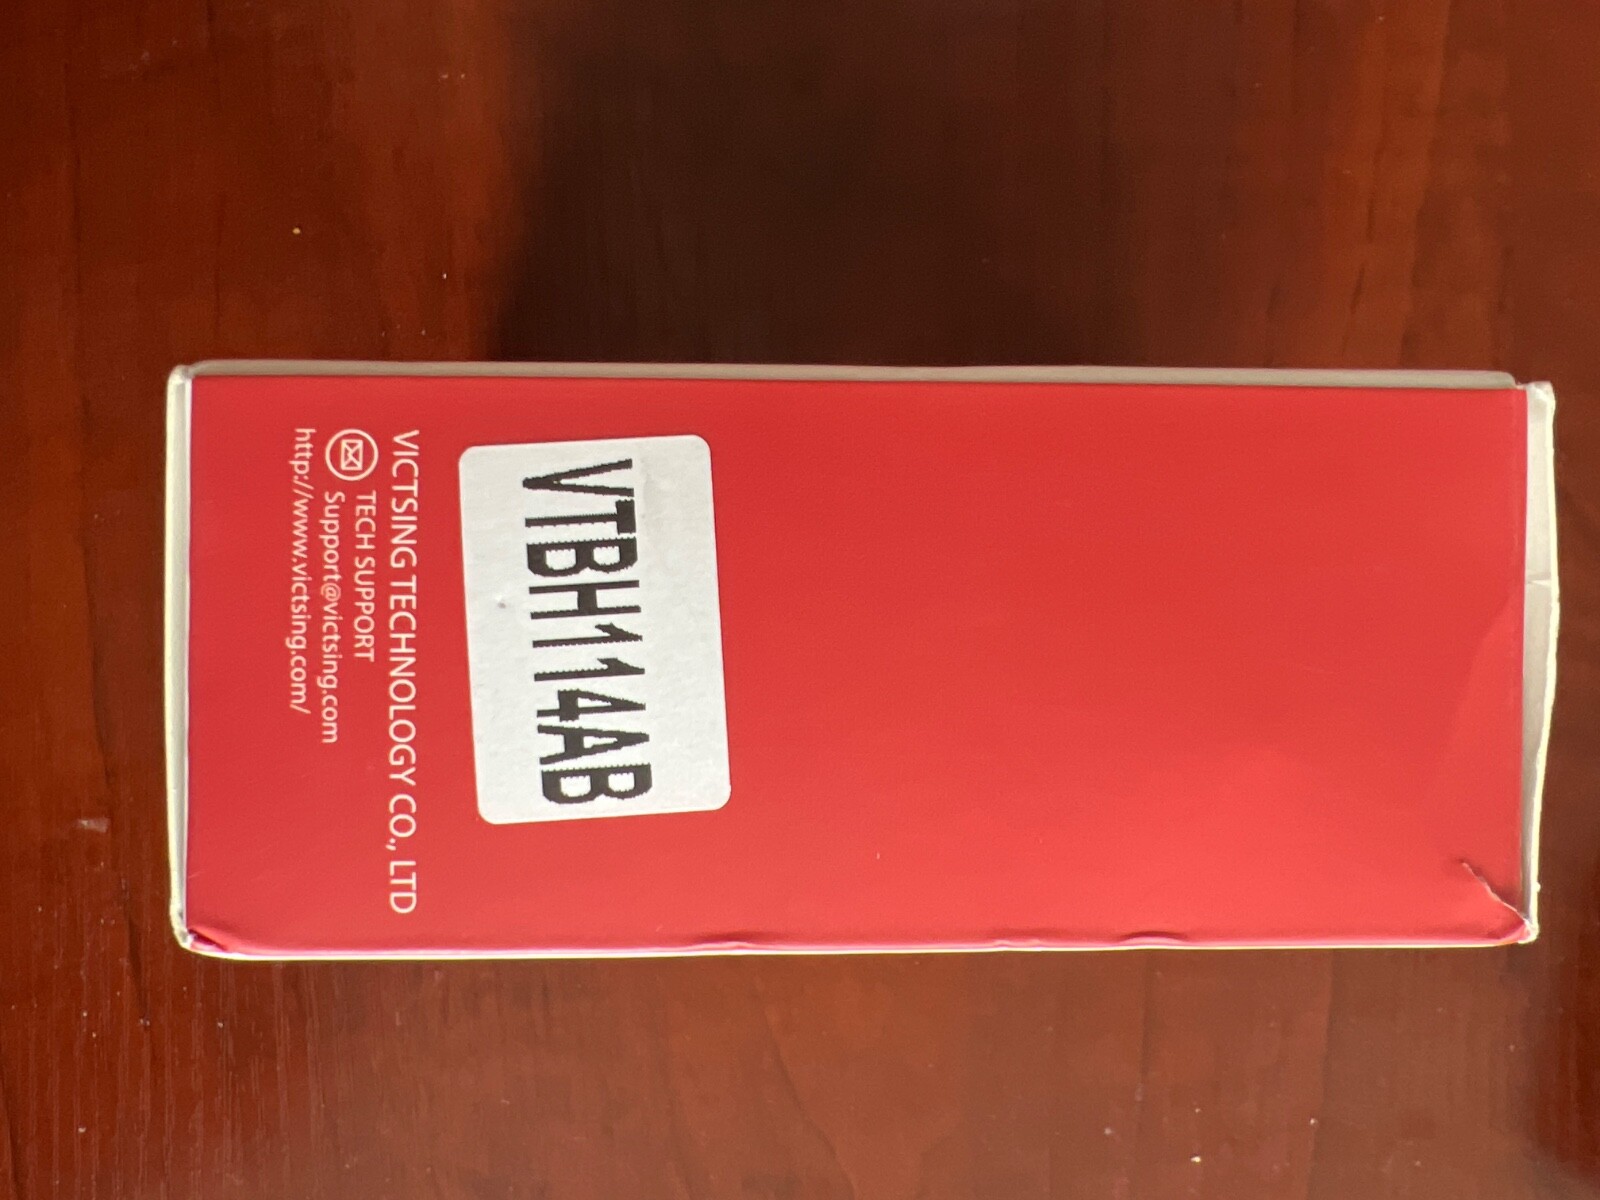 VTBH114AB
VICTSING TECHNOLOGY CO., LTD
TECH SUPPORT
Support@victsing.com
http://www.victsing.com/